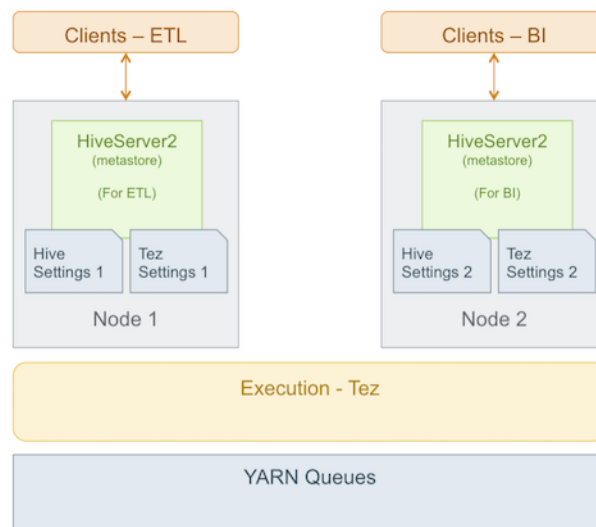 Clients – ETL
Clients – BI
HiveServer2
(metastore)
(For ETL)
Hive
Settings 1
Tez
Settings 1
Node 1
HiveServer2
(metastore)
(For BI)
Hive
Settings 2
Tez
Settings 2
Node 2
Execution - Tez
YARN Queues